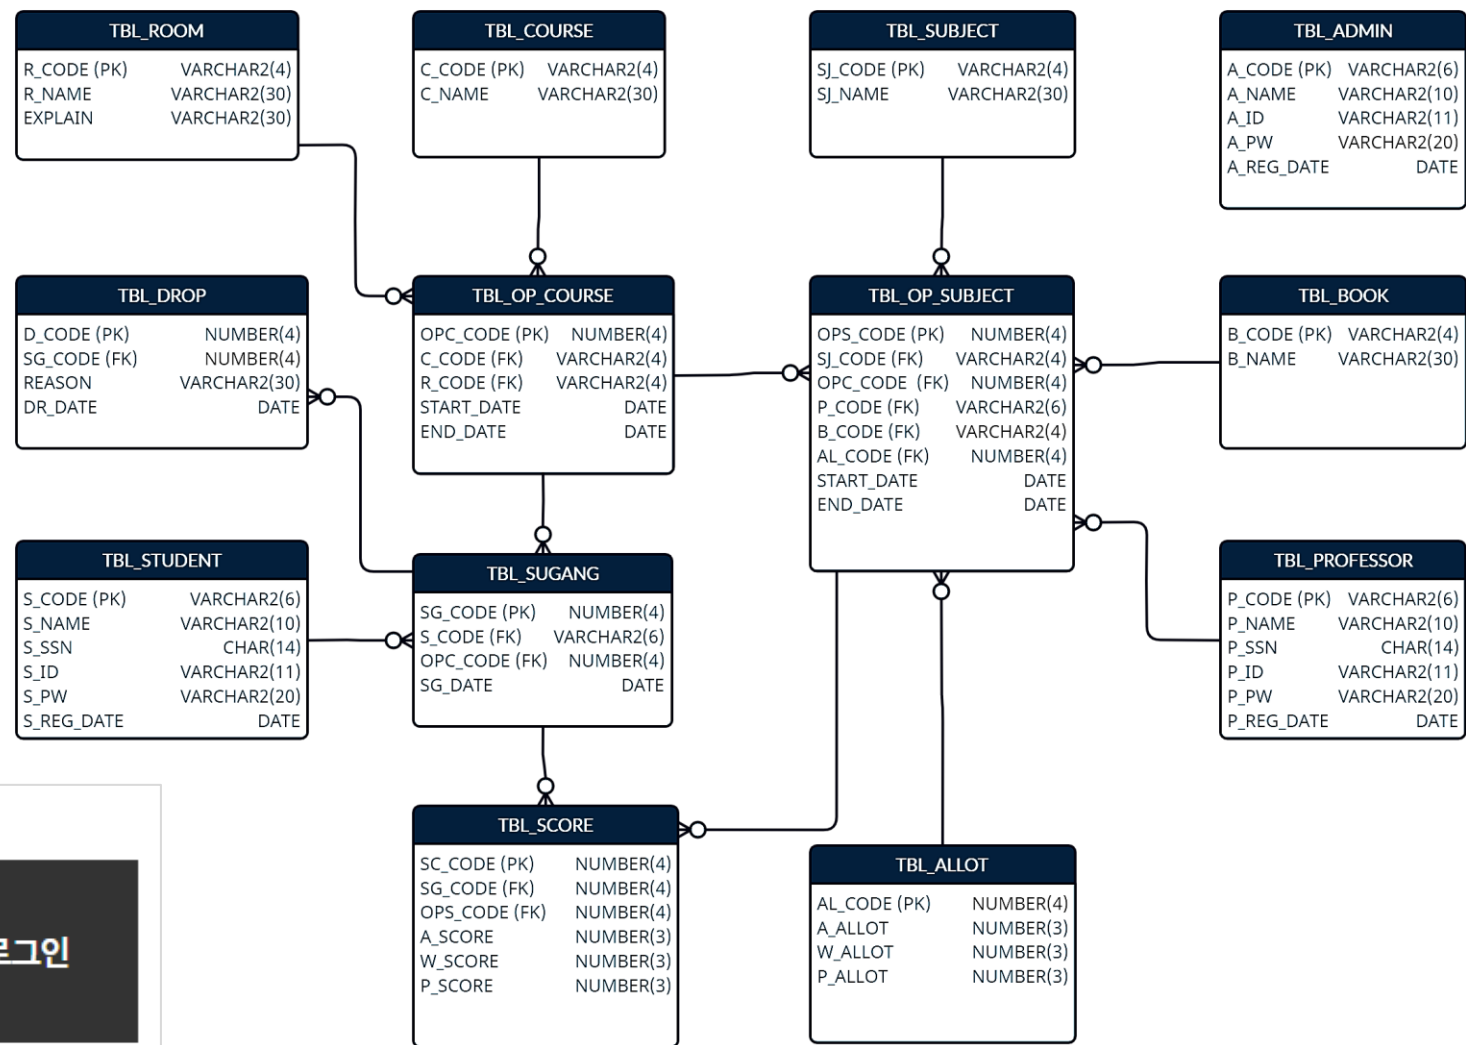 TBL_ROOM
R_CODE (PK) VARCHAR2(4)
R_NAME VARCHAR2(30)
EXPLAIN VARCHAR2(30)
TBL_COURSE
C_CODE (PK) VARCHAR2(4)
C_NAME VARCHAR2(30)
TBL_SUBJECT
SJ_CODE (PK) VARCHAR2(4)
SJ_NAME VARCHAR2(30)
TBL_ADMIN
A_CODE (PK) VARCHAR2(6)
A_NAME VARCHAR2(10)
A_ID VARCHAR2(11)
A_PW VARCHAR2(20)
A_REG_DATE DATE
TBL_DROP
D_CODE (PK) NUMBER(4)
SG_CODE (FK) NUMBER(4)
REASON VARCHAR2(30)
DR_DATE DATE
TBL_OP_COURSE
OPC_CODE (PK) NUMBER(4)
C_CODE (FK) VARCHAR2(4)
R_CODE (FK) VARCHAR2(4)
START_DATE DATE
END_DATE DATE
TBL_OP_SUBJECT
OPS_CODE (PK) NUMBER(4)
SJ_CODE (FK) VARCHAR2(4)
OPC_CODE (FK) NUMBER(4)
P_CODE (FK) VARCHAR2(6)
B_CODE (FK) VARCHAR2(4)
AL_CODE (FK) NUMBER(4)
START_DATE DATE
END_DATE DATE
TBL_BOOK
B_CODE (PK) VARCHAR2(4)
B_NAME VARCHAR2(30)
TBL_STUDENT
S_CODE (PK) VARCHAR2(6)
S_NAME VARCHAR2(10)
S_SSN CHAR(14)
S_ID VARCHAR2(11)
S_PW VARCHAR2(20)
S_REG_DATE DATE
TBL_SUGANG
SG_CODE (PK) NUMBER(4)
S_CODE (FK) VARCHAR2(6)
OPC_CODE (FK) NUMBER(4)
SG_DATE DATE
TBL_PROFESSOR
P_CODE (PK) VARCHAR2(6)
P_NAME VARCHAR2(10)
P_SSN CHAR(14)
P_ID VARCHAR2(11)
P_PW VARCHAR2(20)
P_REG_DATE DATE
TBL_SCORE
SC_CODE (PK) NUMBER(4)
SG_CODE (FK) NUMBER(4)
OPS_CODE (FK) NUMBER(4)
A_SCORE NUMBER(3)
W_SCORE NUMBER(3)
P_SCORE NUMBER(3)
TBL_ALLOT
AL_CODE (PK) NUMBER(4)
A_ALLOT NUMBER(3)
W_ALLOT NUMBER(3)
P_ALLOT NUMBER(3)
로그인